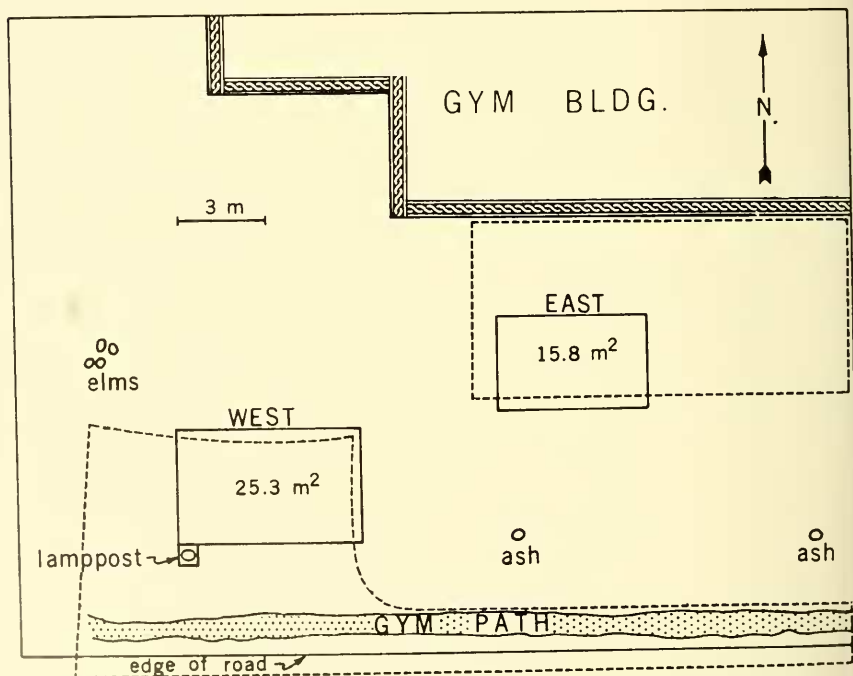 GYM BLDG.
N.
3 m
EAST
15.8 m²
elms
WEST
25.3 m²
lamppost
ash
ash
GYM PATH
edge of road